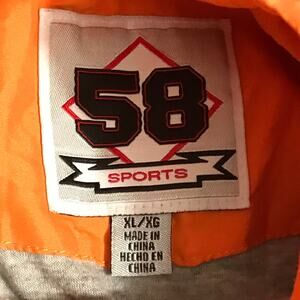 58
SPORTS
XL/XG
MADE IN
CHINA
HECHO EN
CHINA